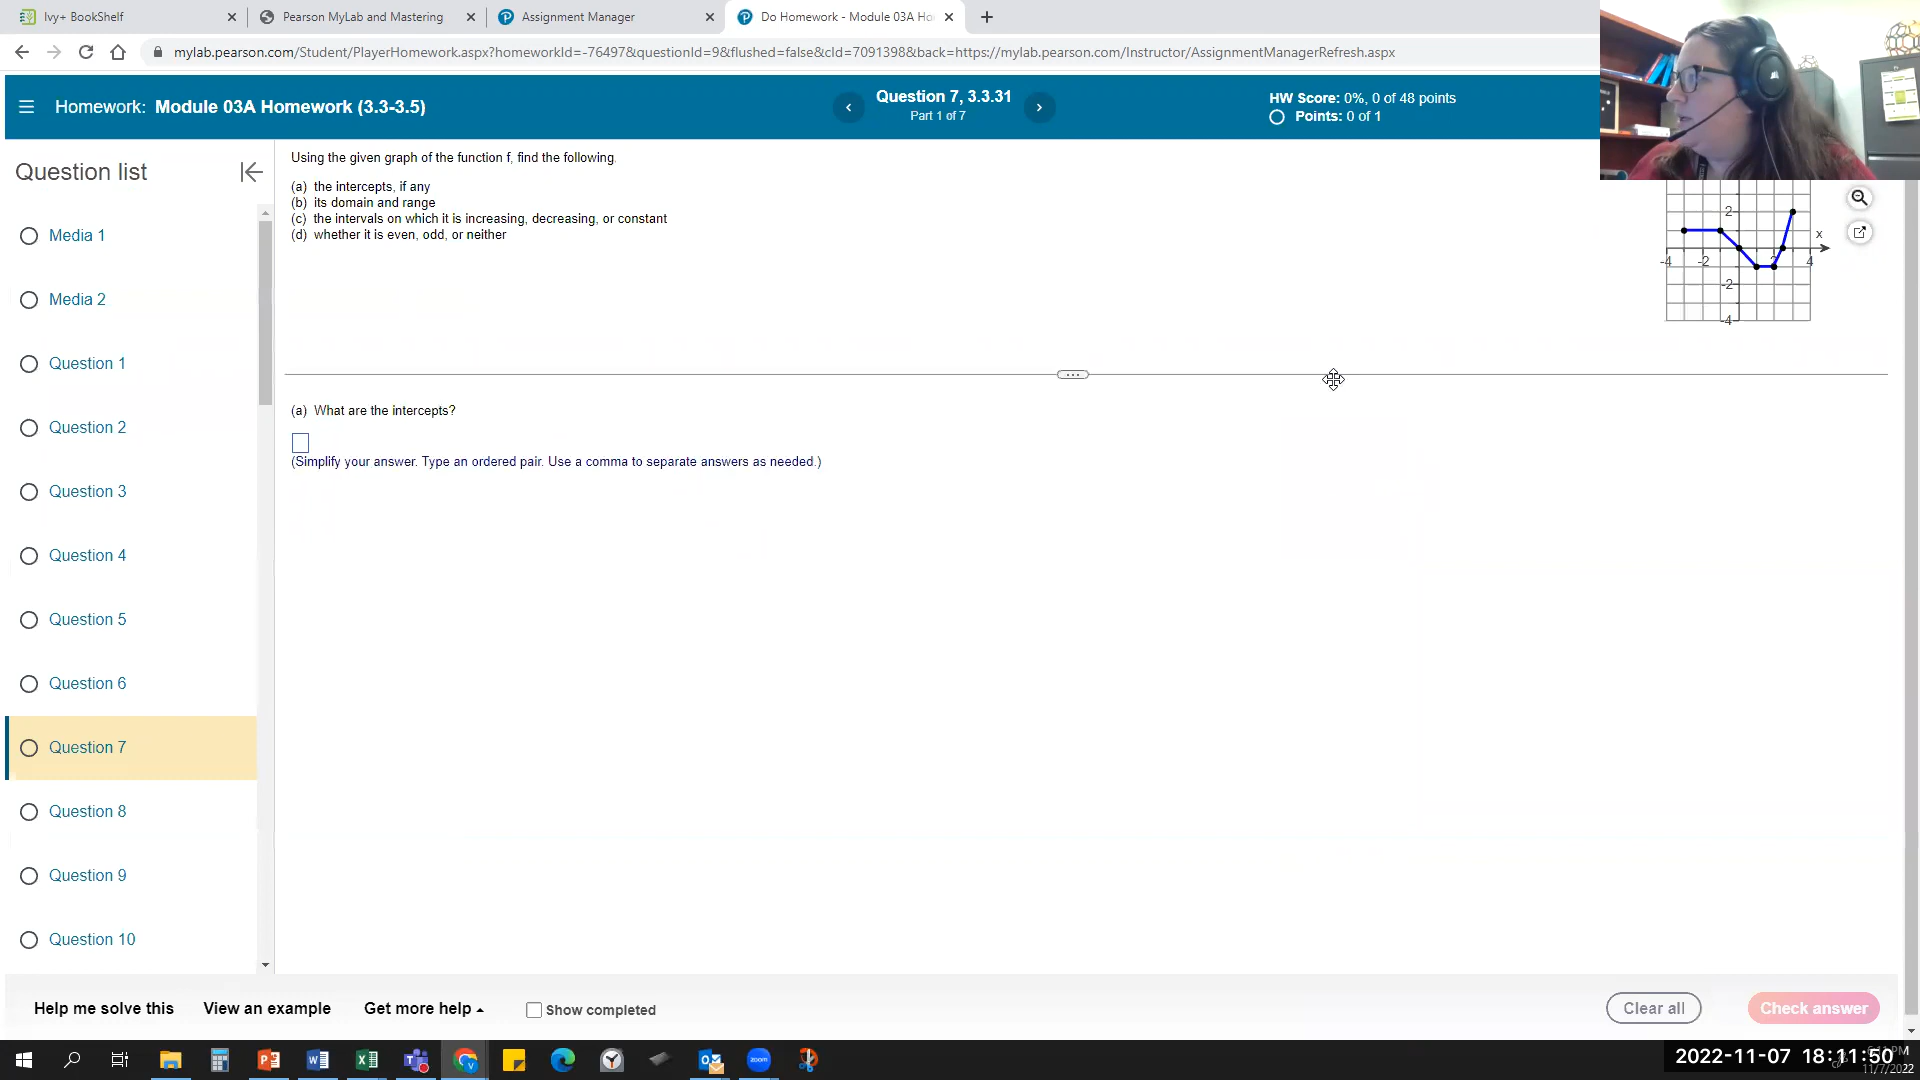 Ivy+ BookShelf
Pearson MyLab and Mastering
Assignment Manager
Do Homework - Module 03A Ho
mylab.pearson.com/Student/PlayerHomework.aspx?homeworkId=-76497&questionId=9&flushed=false&cId=7091398&back=https://mylab.pearson.com/Instructor/AssignmentManagerRefresh.aspx
Homework: Module 03A Homework (3.3-3.5)
Question 7, 3.3.31
Part 1 of 7
HW Score: 0%, 0 of 48 points
Points: 0 of 1
Question list
Media 1
Media 2
Question 1
Question 2
Question 3
Question 4
Question 5
Question 6
Question 7
Question 8
Question 9
Question 10
Using the given graph of the function f, find the following.
(a) the intercepts, if any
(b) its domain and range
(c) the intervals on which it is increasing, decreasing, or constant
(d) whether it is even, odd, or neither
2
x
-4 -2 2 4
-2
-4
(a) What are the intercepts?
(Simplify your answer. Type an ordered pair. Use a comma to separate answers as needed.)
Help me solve this
View an example
Get more help
Show completed
Clear all
Check answer
2022-11-07 18:11:50
11/7/2022